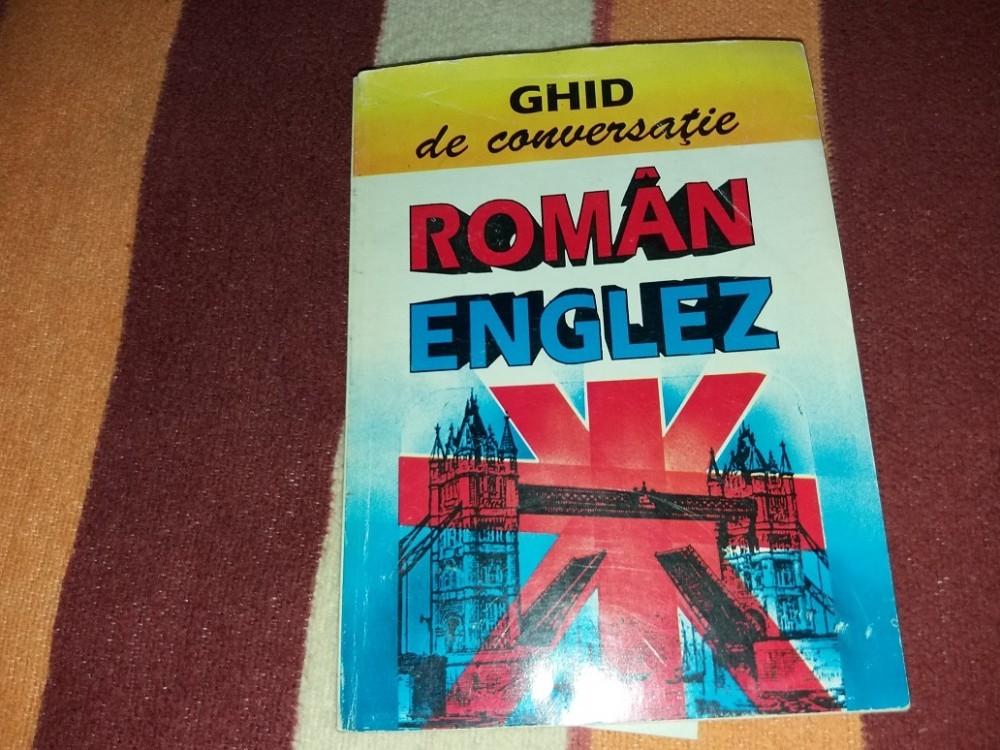 GHID
de conversaţie
ROMÂN
ENGLEZ